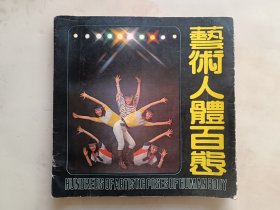 藝術人體百態
HUNDREDS OF ARTISTIC POSES OF HUMAN BODY